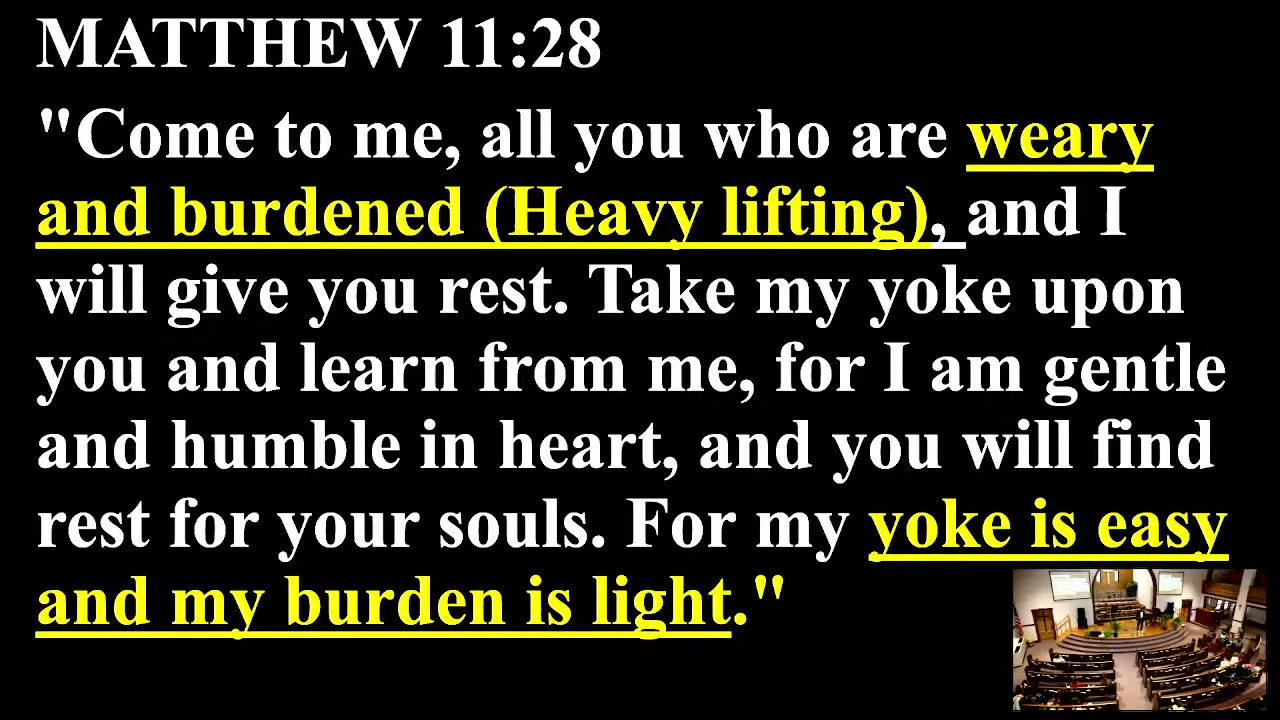 MATTHEW 11:28
"Come to me, all you who are weary
and burdened (Heavy lifting), and I
will give you rest. Take my yoke upon
you and learn from me, for I am gentle
and humble in heart, and you will find
rest for your souls. For my yoke is easy
and my burden is light."